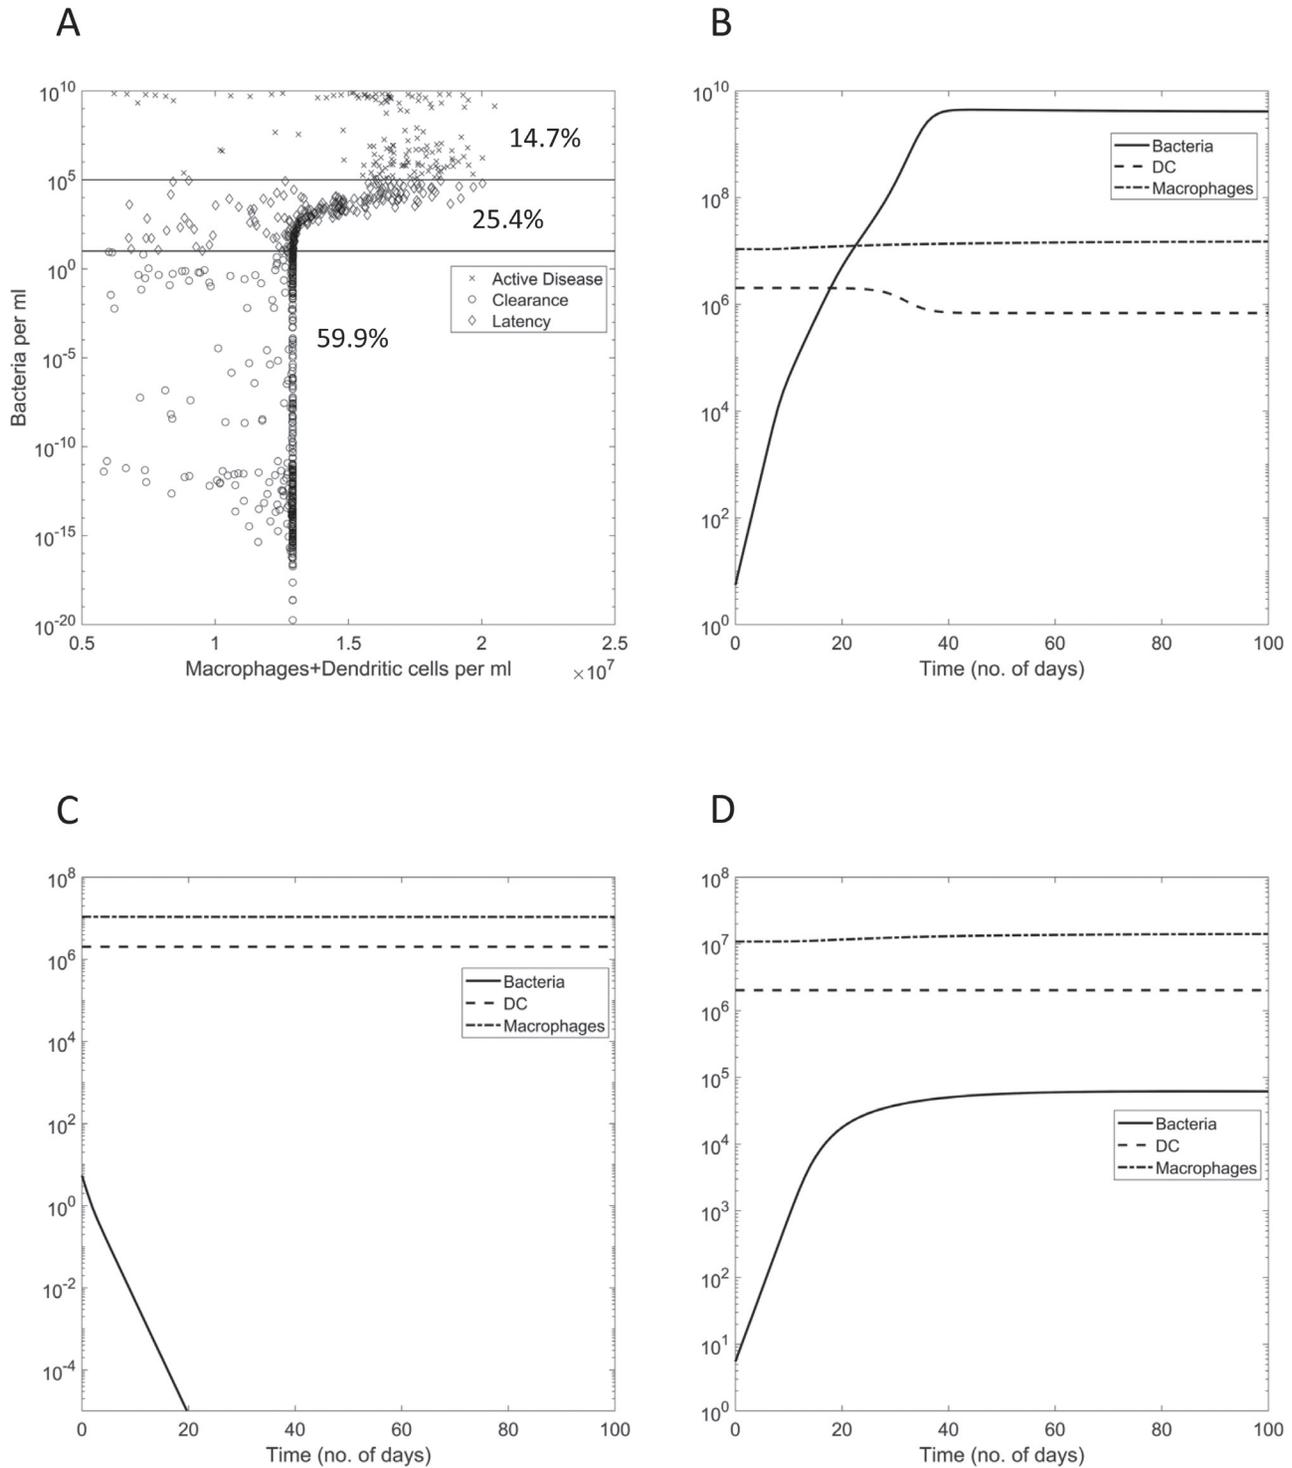 A
10^10
10^5
10^0
10^-5
10^-10
10^-15
10^-20
Bacteria per ml
14.7%
25.4%
59.9%
Active Disease
Clearance
Latency
0.5 1 1.5 2 2.5
Macrophages+Dendritic cells per ml
×10^7
B
10^10
10^8
10^6
10^4
10^2
10^0
Bacteria
DC
Macrophages
0 20 40 60 80 100
Time (no. of days)
C
10^8
10^6
10^4
10^2
10^0
10^-2
10^-4
Bacteria
DC
Macrophages
0 20 40 60 80 100
Time (no. of days)
D
10^8
10^7
10^6
10^5
10^4
10^3
10^2
10^1
10^0
Bacteria
DC
Macrophages
0 20 40 60 80 100
Time (no. of days)